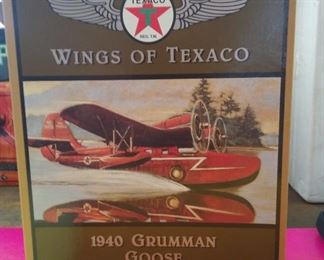 TEXACO
REG. T.M.
WINGS OF TEXACO
1940 GRUMMAN
GOOSE